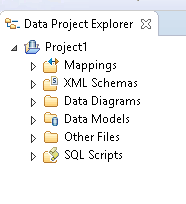 Data Project Explorer
Project1
Mappings
XML Schemas
Data Diagrams
Data Models
Other Files
SQL Scripts